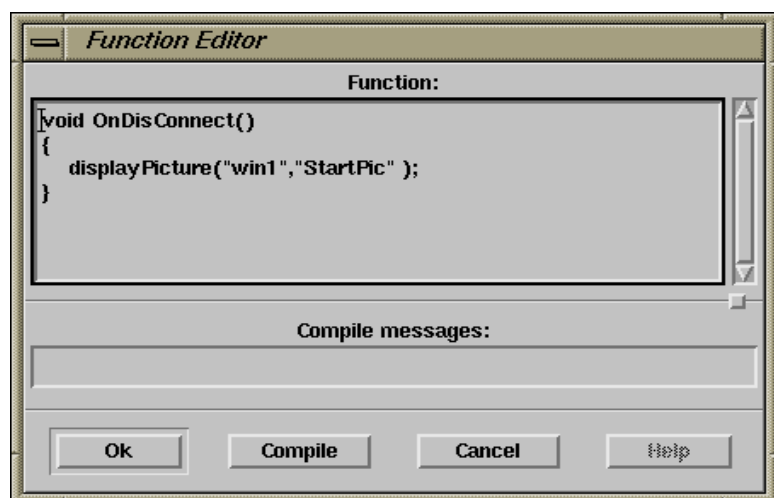 Function Editor
Function:
void OnDisConnect()
{
displayPicture("win1","StartPic" );
}
Compile messages:
Ok Compile Cancel Help